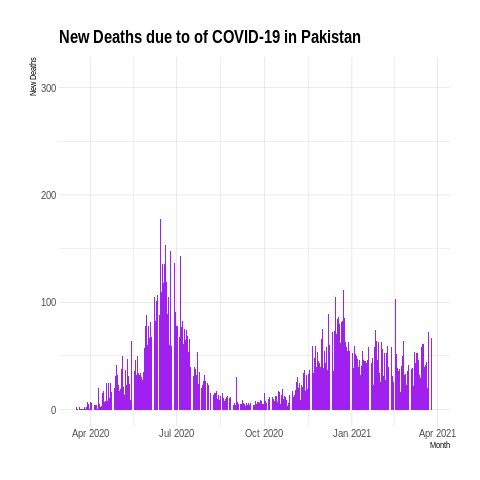 New Deaths due to of COVID-19 in Pakistan
New Deaths
300
200
100
0
Apr 2020 Jul 2020 Oct 2020 Jan 2021 Apr 2021
Month